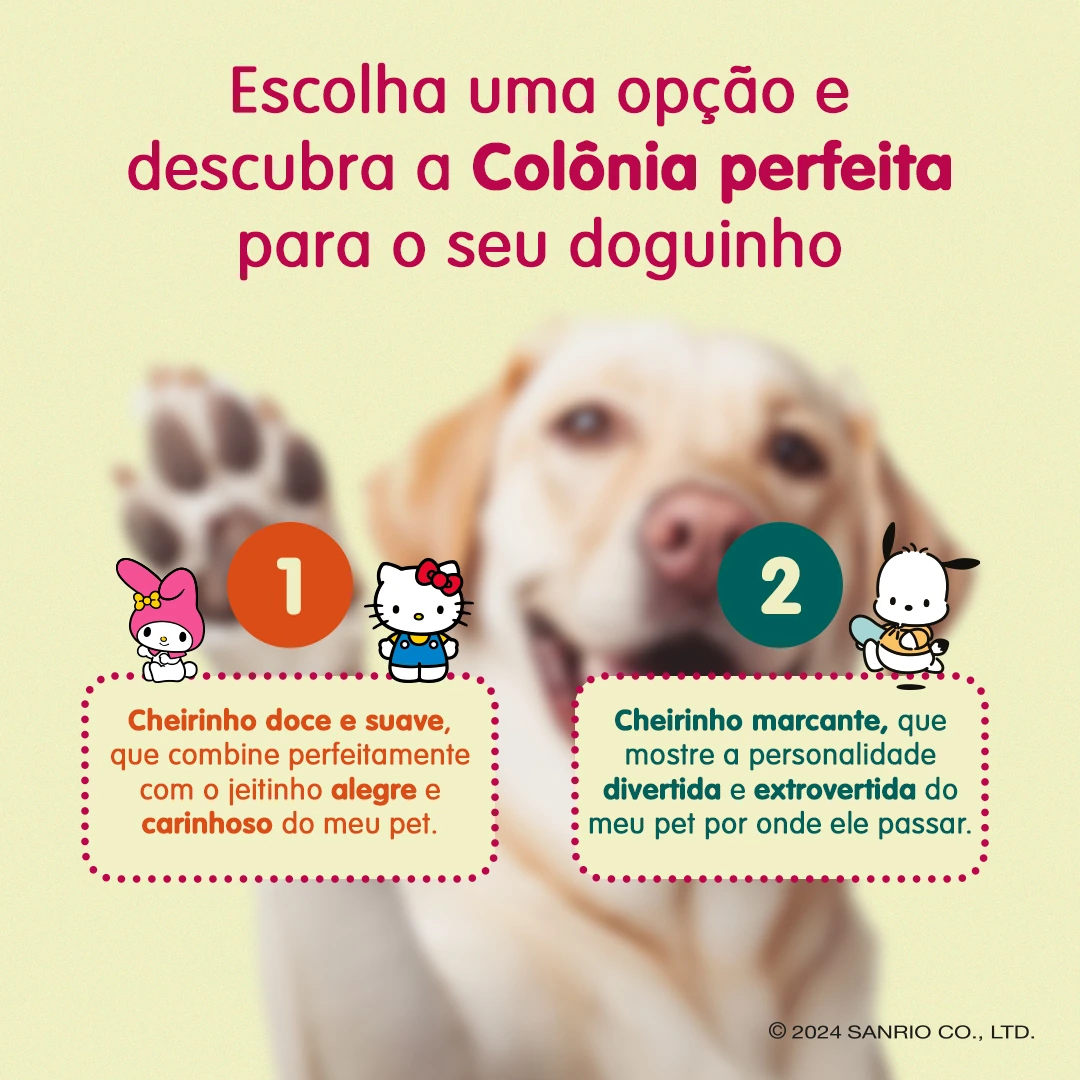 Escolha uma opção e
descubra a Colônia perfeita
para o seu doguinho
1
Cheirinho doce e suave,
que combine perfeitamente
com o jeitinho alegre e
carinhoso do meu pet.
2
Cheirinho marcante, que
mostre a personalidade
divertida e extrovertida do
meu pet por onde ele passar.
© 2024 SANRIO CO., LTD.